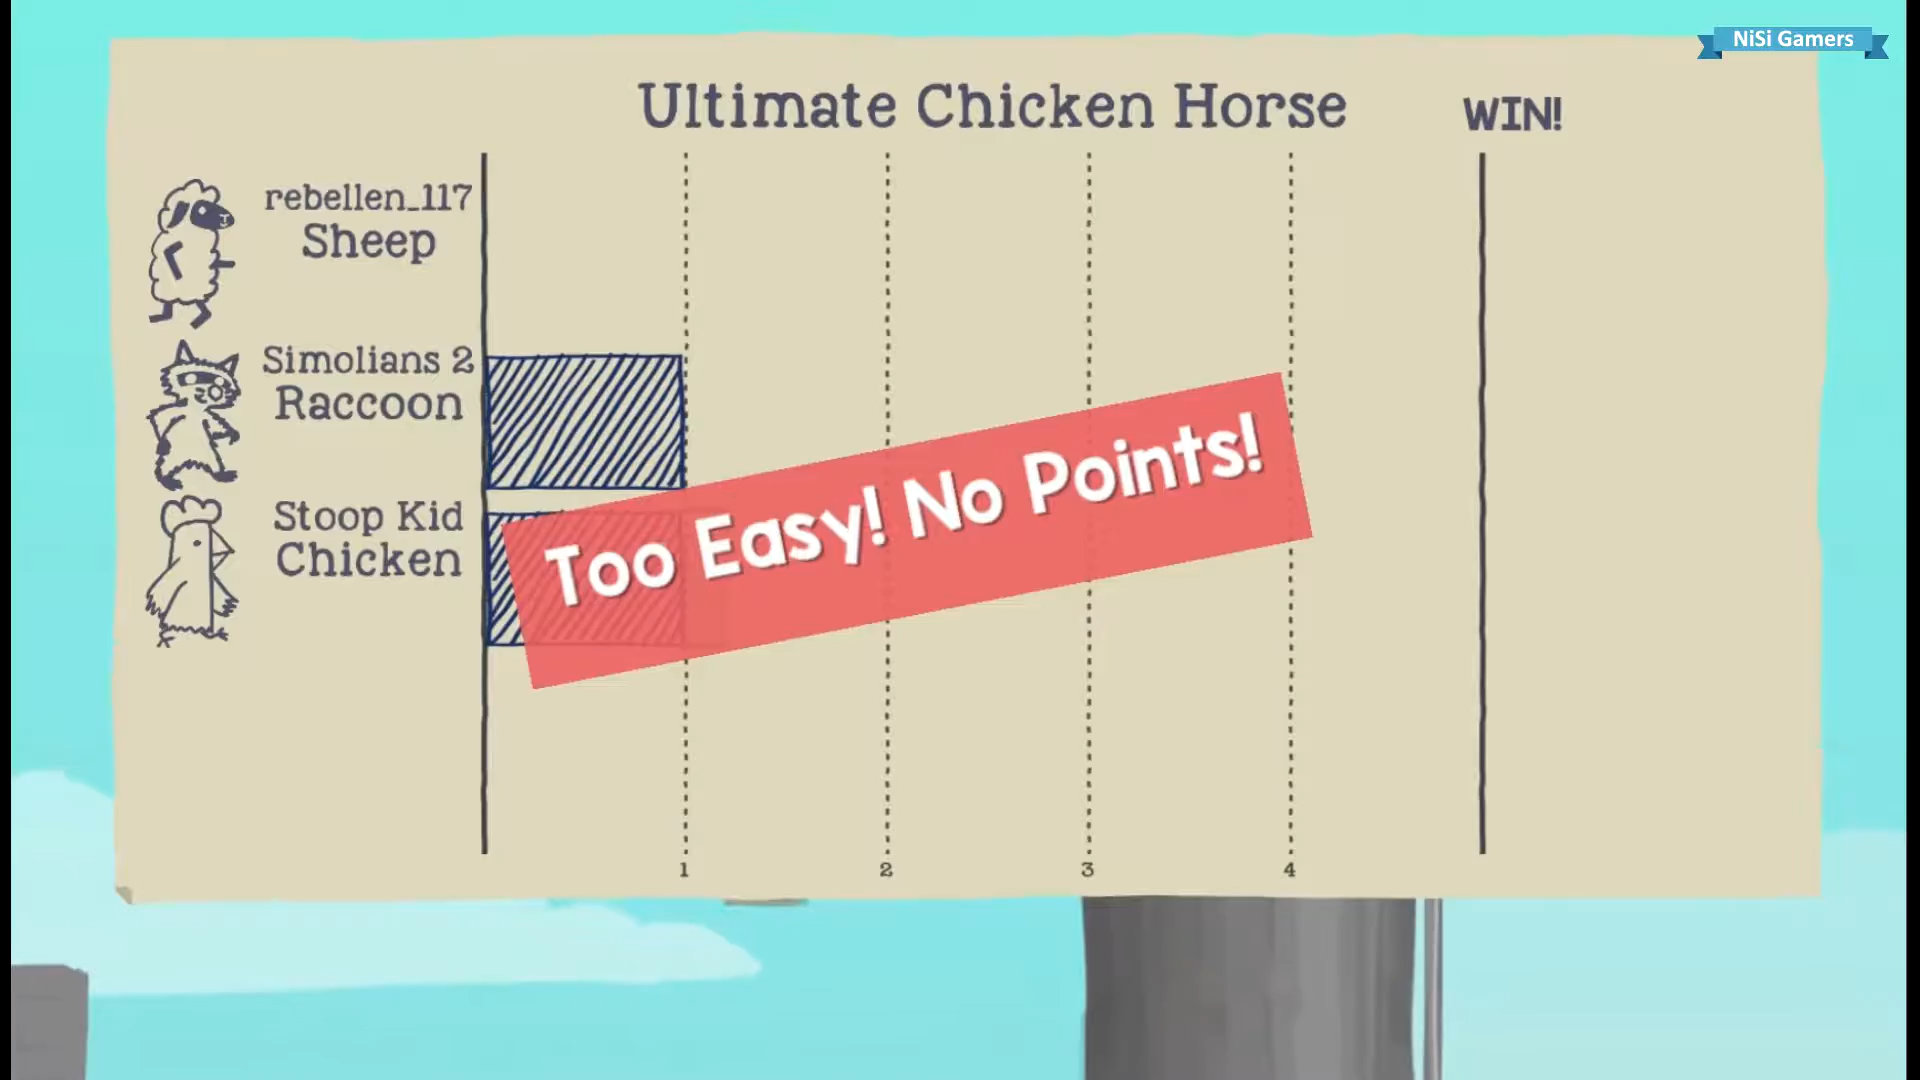 NiSi Gamers
Ultimate Chicken Horse
WIN!
rebellen_117
Sheep
Simolians 2
Raccoon
Stoop Kid
Chicken
Too Easy! No Points!
1 2 3 4